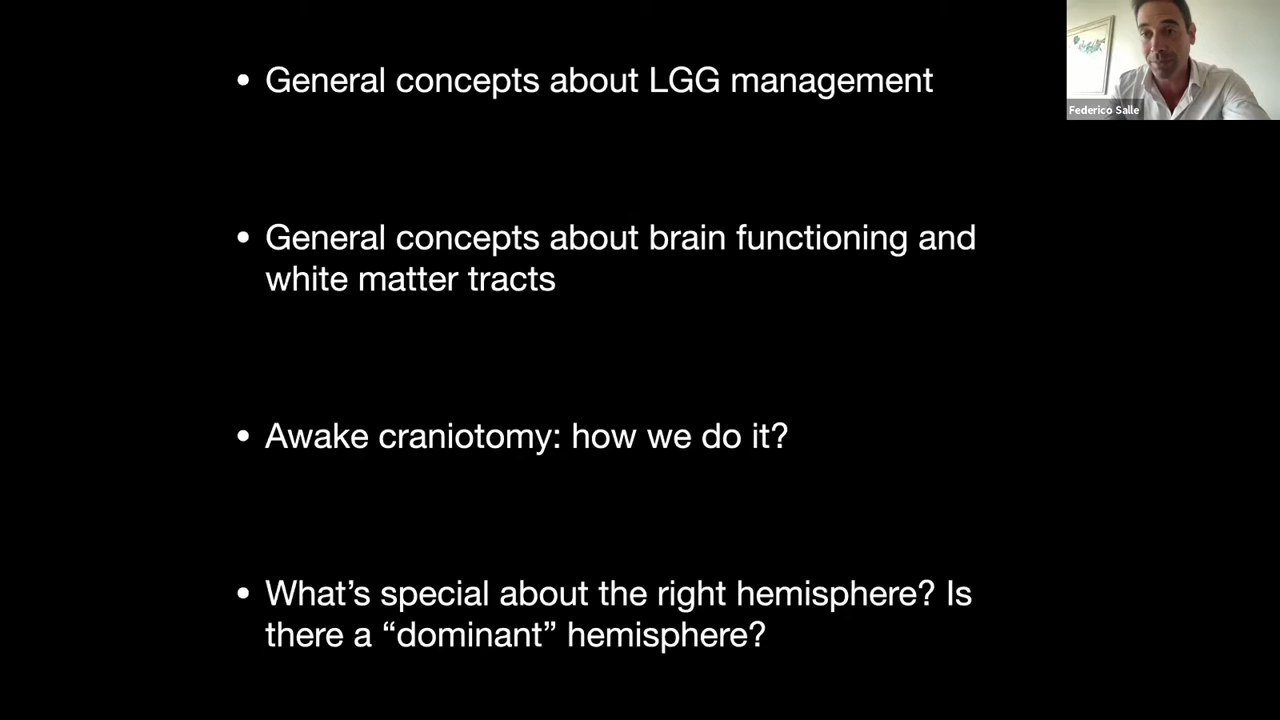 • General concepts about LGG management
Federico Salle
• General concepts about brain functioning and
white matter tracts
• Awake craniotomy: how we do it?
• What’s special about the right hemisphere? Is
there a “dominant” hemisphere?